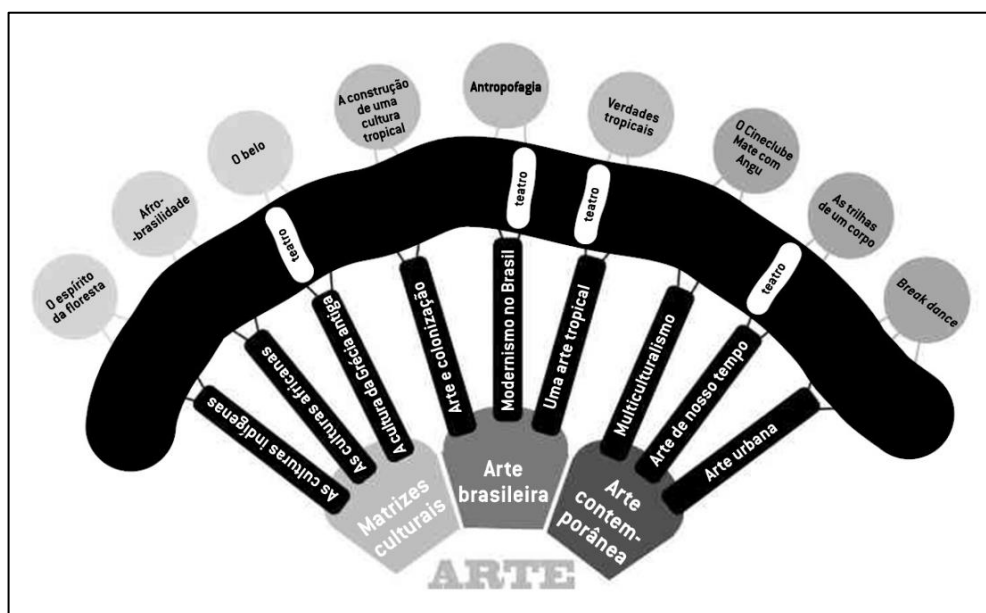 O espírito
da floresta
Afro-
-brasilidade
O belo
A construção
de uma
cultura
tropical
Antropofagia
Verdades
tropicais
O Cineclube
Mate com
Angu
As trilhas
de um corpo
Break dance
teatro
teatro
teatro
teatro
As culturas indígenas
As culturas africanas
A cultura da Grécia antiga
Arte e colonização
Modernismo no Brasil
Uma arte tropical
Multiculturalismo
Arte de nosso tempo
Arte urbana
Matrizes
culturais
Arte
brasileira
Arte
contem-
porânea
ARTE